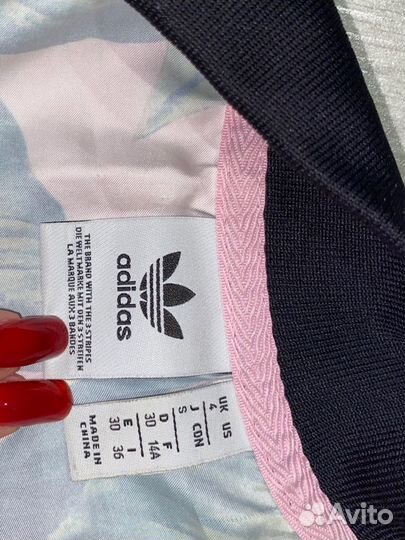 adidas
THE BRAND WITH THE 3 STRIPES
DIE WELTMARKE MIT DEN 3 STREIFEN
LA MARQUE AUX 3 BANDES
UK US
4
J CDN
S
D F
30 14A
E I
30 36
MADE IN
CHINA
Avito